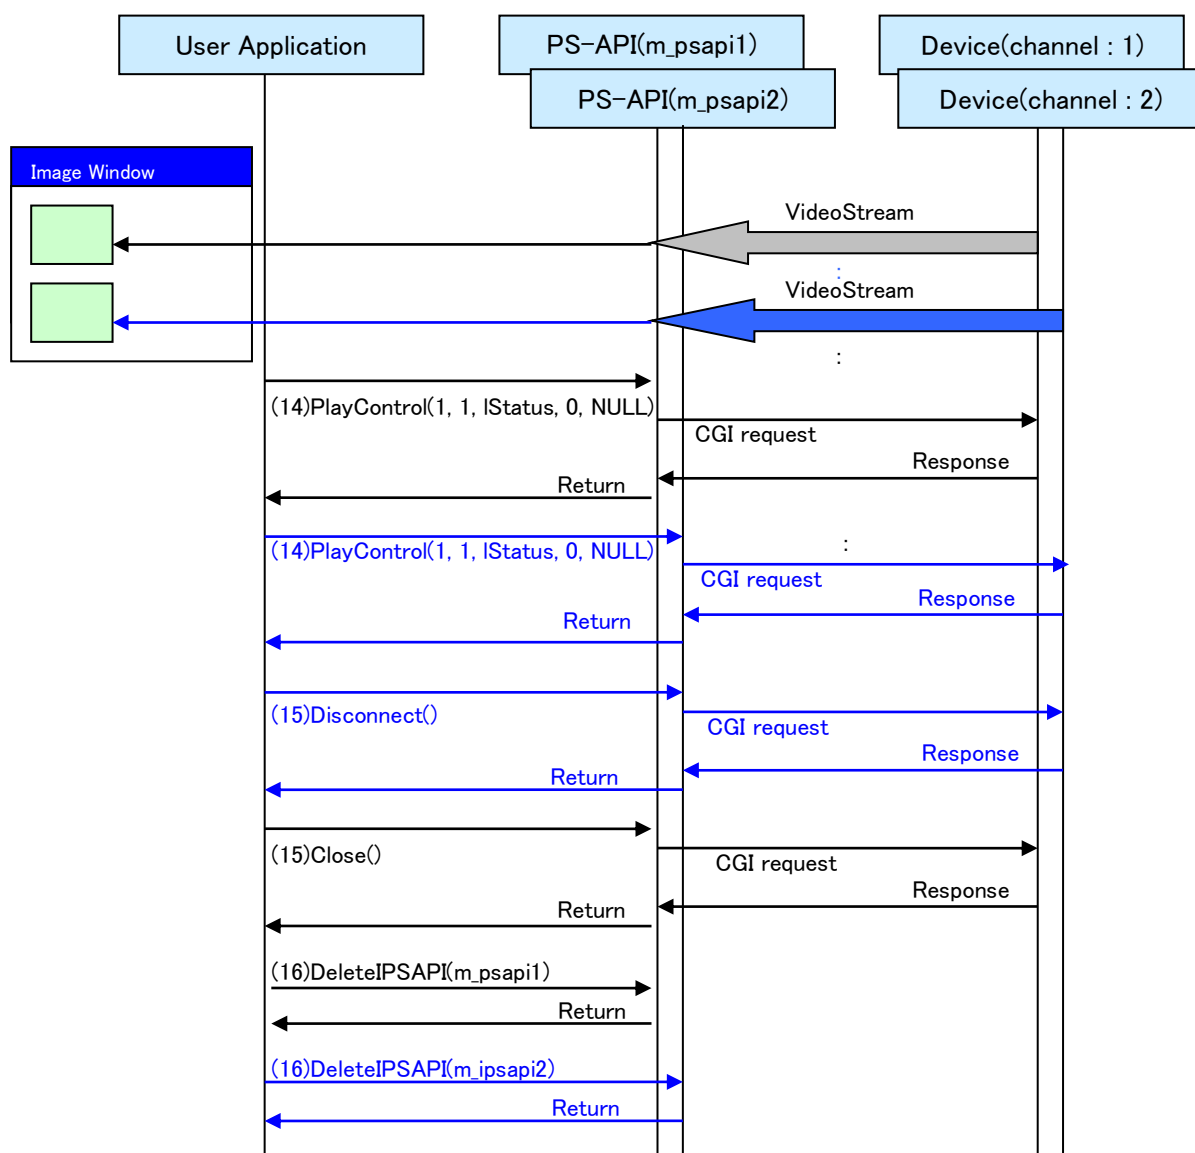 User Application
PS-API(m_psapi1)
Device(channel : 1)
PS-API(m_psapi2)
Device(channel : 2)
Image Window
VideoStream
:
VideoStream
:
(14)PlayControl(1, 1, lStatus, 0, NULL)
CGI request
Response
Return
(14)PlayControl(1, 1, lStatus, 0, NULL)
:
CGI request
Response
Return
(15)Disconnect()
CGI request
Response
Return
(15)Close()
CGI request
Response
Return
(16)DeleteIPSAPI(m_psapi1)
Return
(16)DeleteIPSAPI(m_ipsapi2)
Return